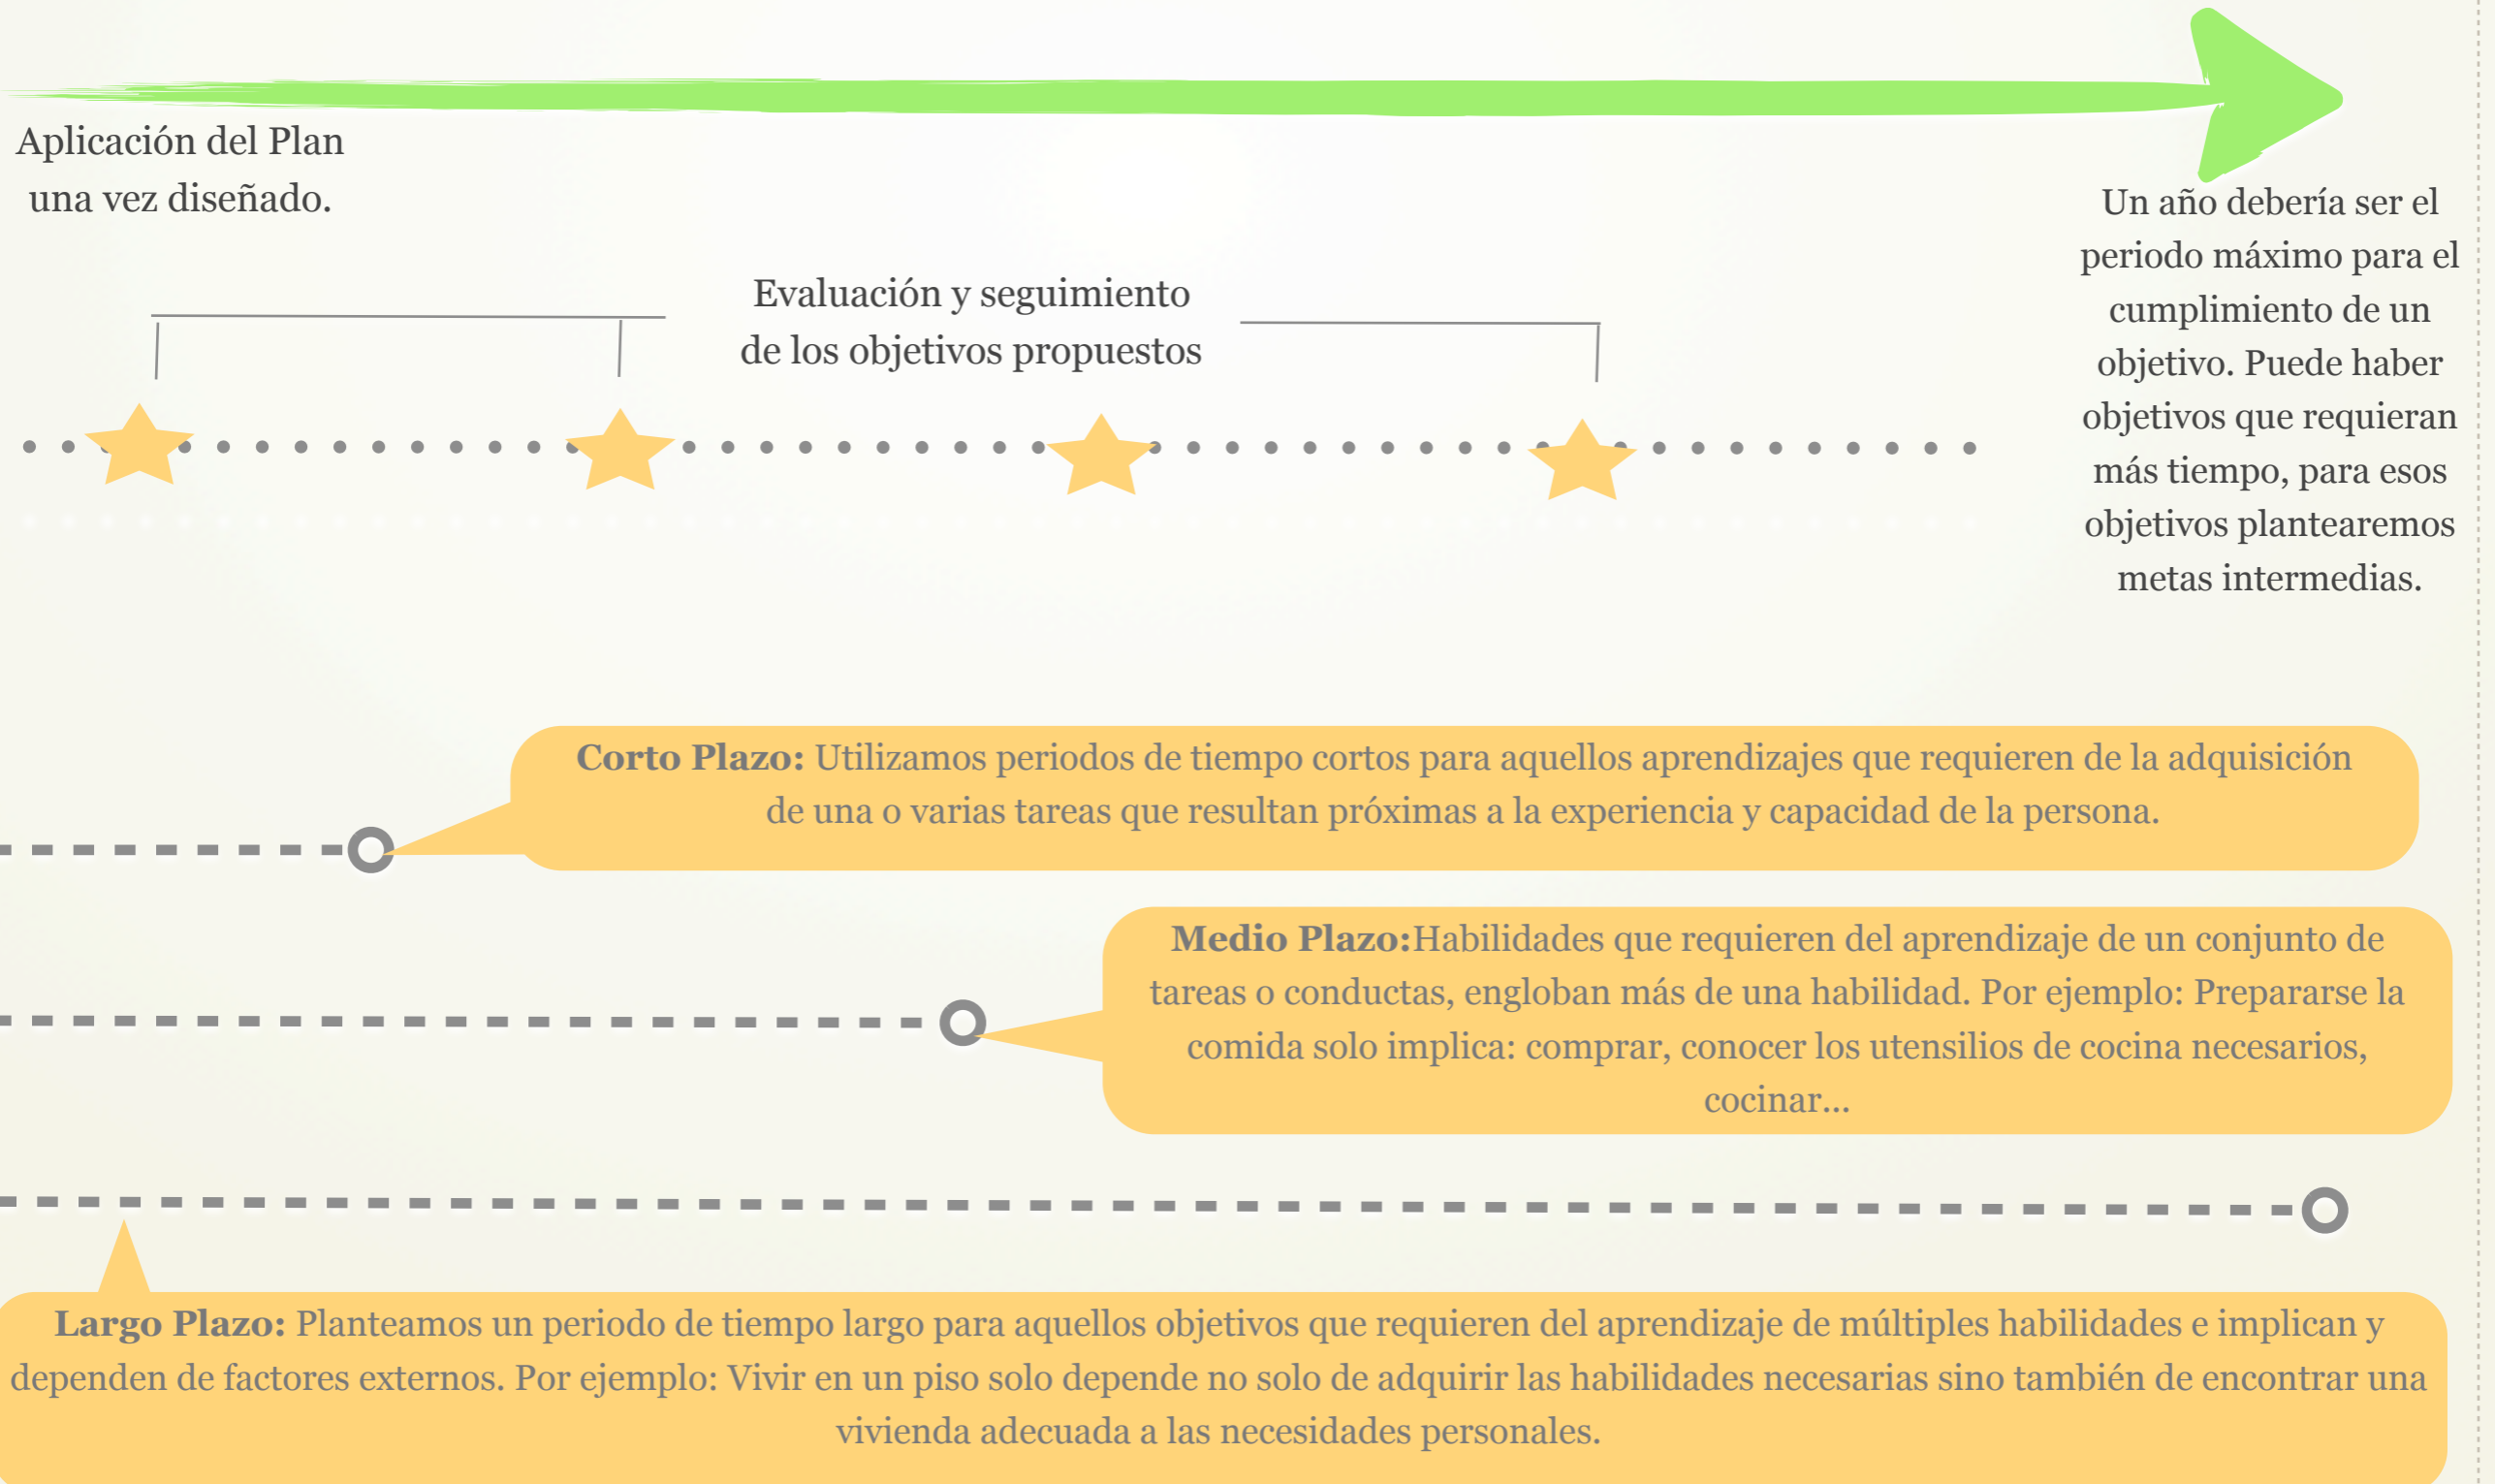 Aplicación del Plan
una vez diseñado.
Evaluación y seguimiento
de los objetivos propuestos
Un año debería ser el
periodo máximo para el
cumplimiento de un
objetivo. Puede haber
objetivos que requieran
más tiempo, para esos
objetivos plantearemos
metas intermedias.
Corto Plazo: Utilizamos periodos de tiempo cortos para aquellos aprendizajes que requieren de la adquisición
de una o varias tareas que resultan próximas a la experiencia y capacidad de la persona.
Medio Plazo:Habilidades que requieren del aprendizaje de un conjunto de
tareas o conductas, engloban más de una habilidad. Por ejemplo: Prepararse la
comida solo implica: comprar, conocer los utensilios de cocina necesarios,
cocinar...
Largo Plazo: Planteamos un periodo de tiempo largo para aquellos objetivos que requieren del aprendizaje de múltiples habilidades e implican y
dependen de factores externos. Por ejemplo: Vivir en un piso solo depende no solo de adquirir las habilidades necesarias sino también de encontrar una
vivienda adecuada a las necesidades personales.